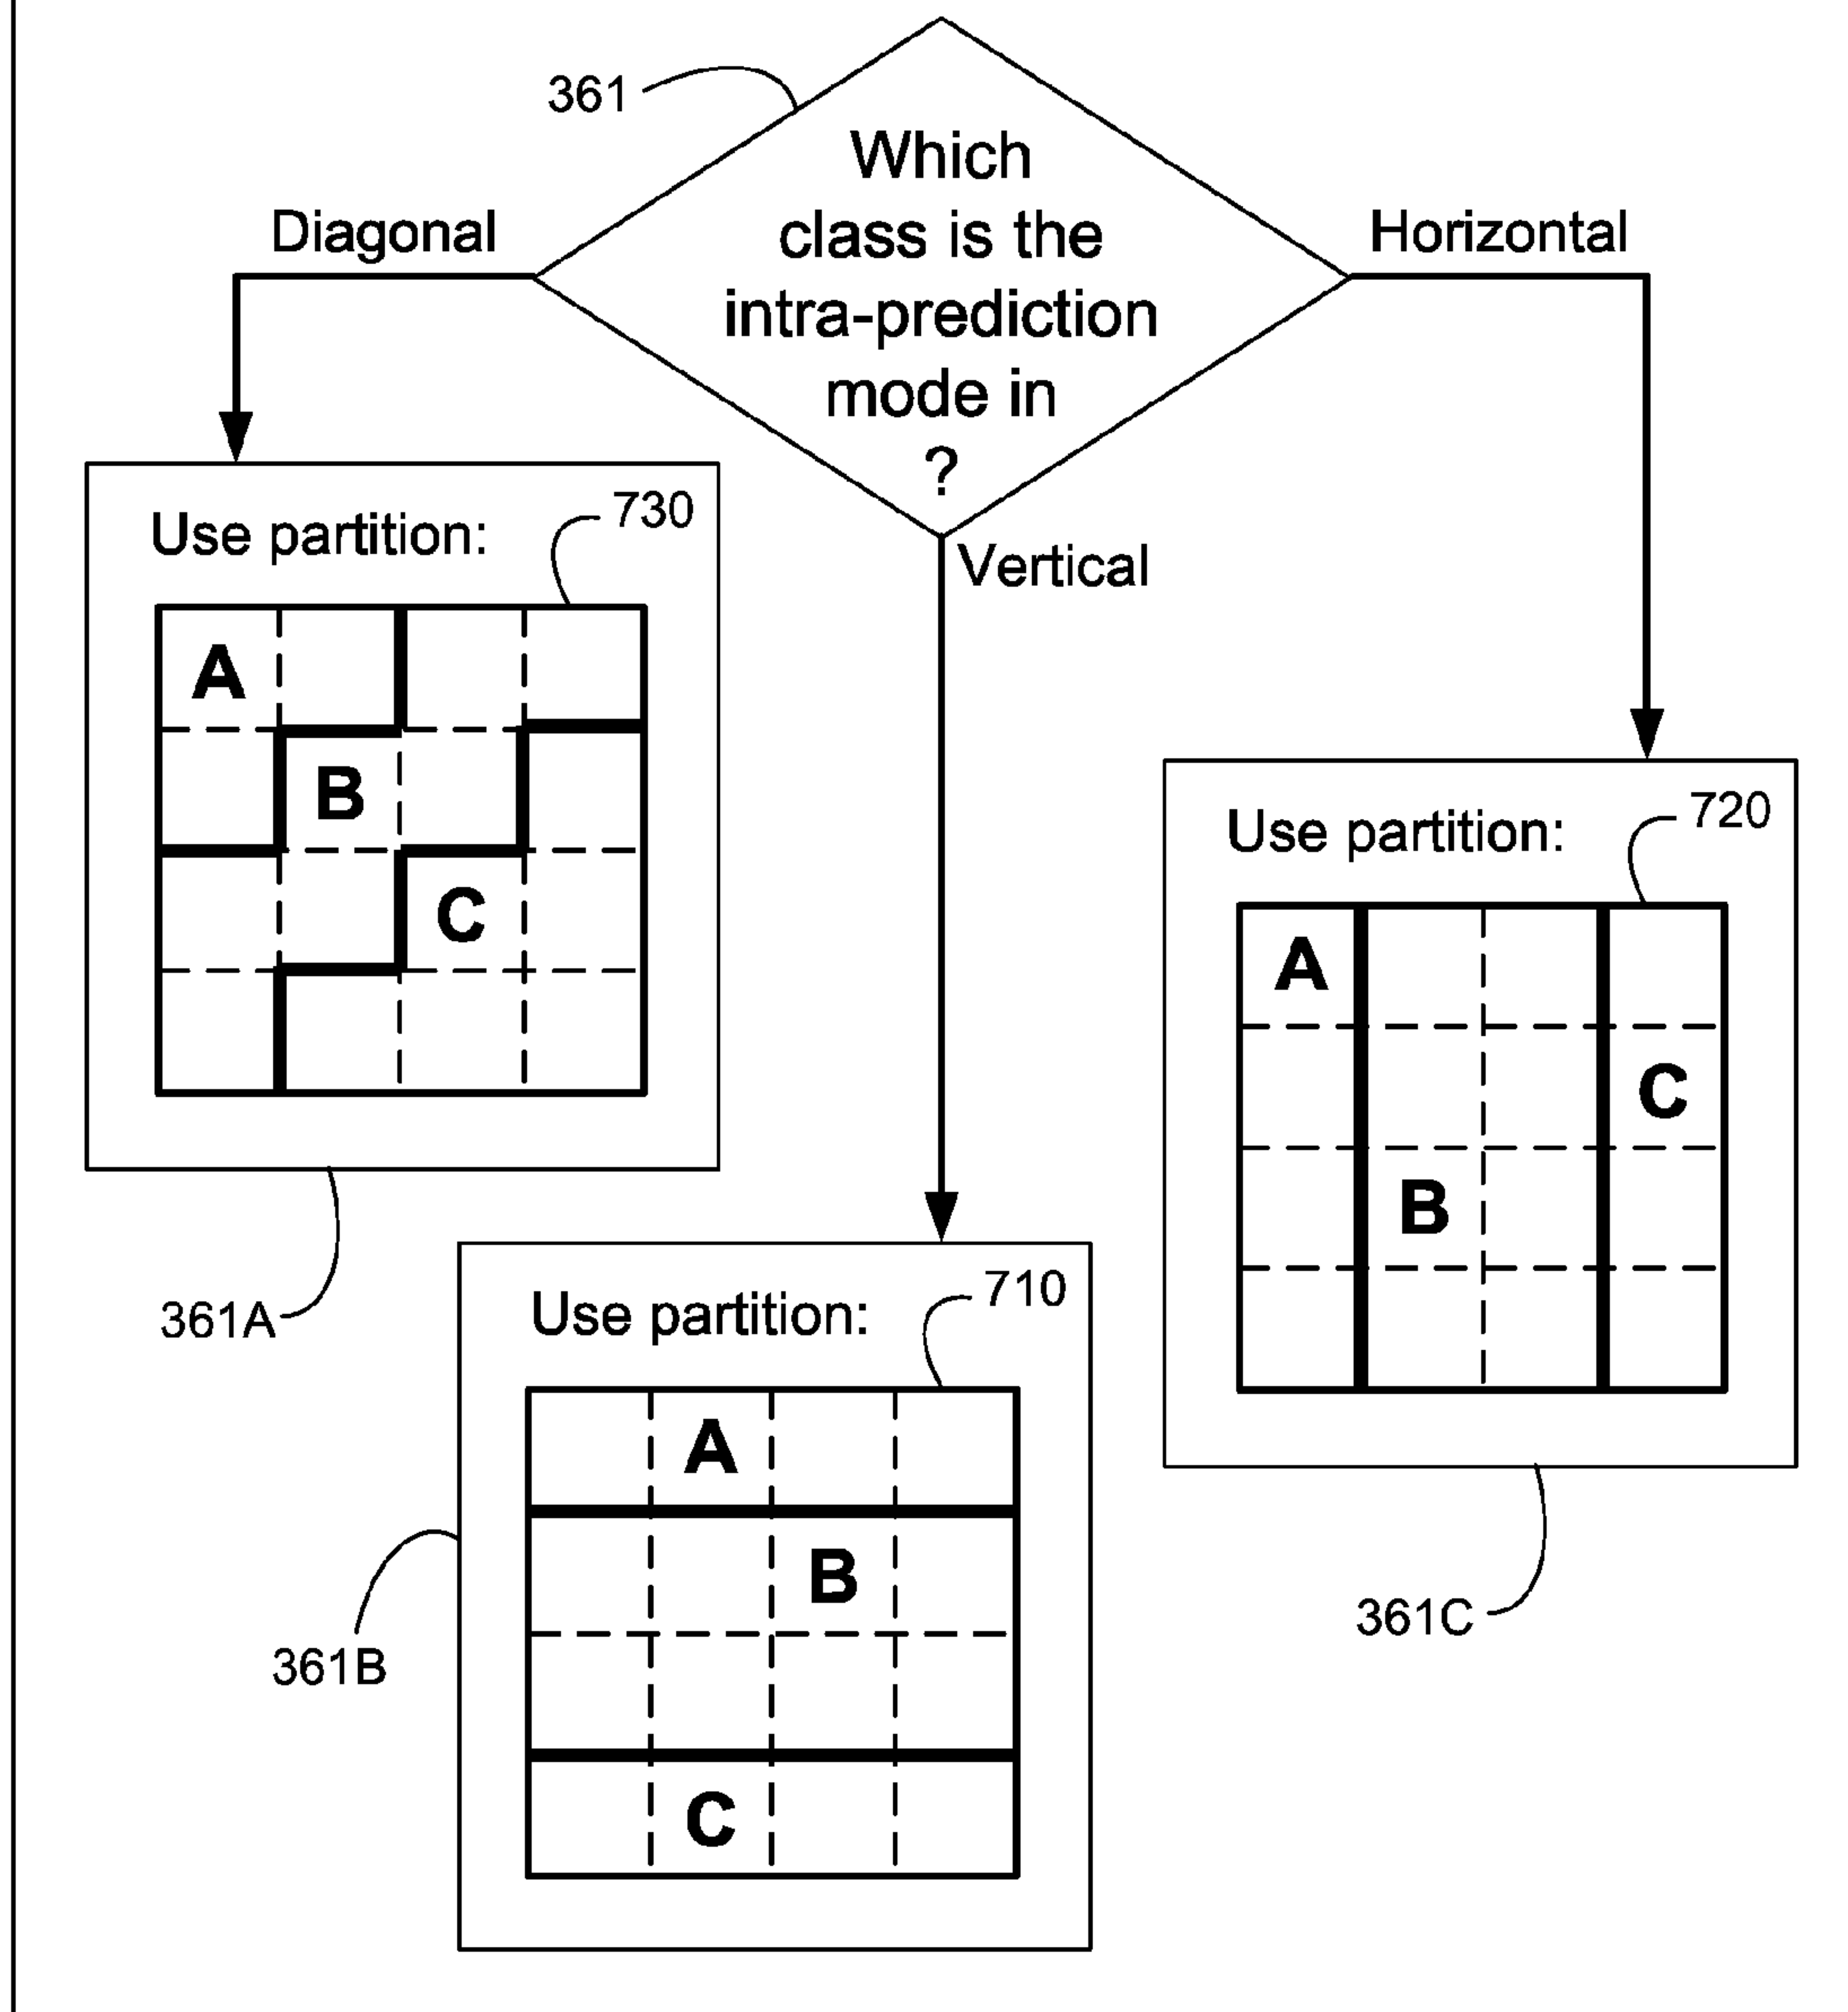 361
Which
class is the
intra-prediction
mode in
?
Diagonal
Horizontal
Vertical
Use partition:
730
A
B
C
361A
Use partition:
720
A
C
B
361C
Use partition:
710
A
B
C
361B